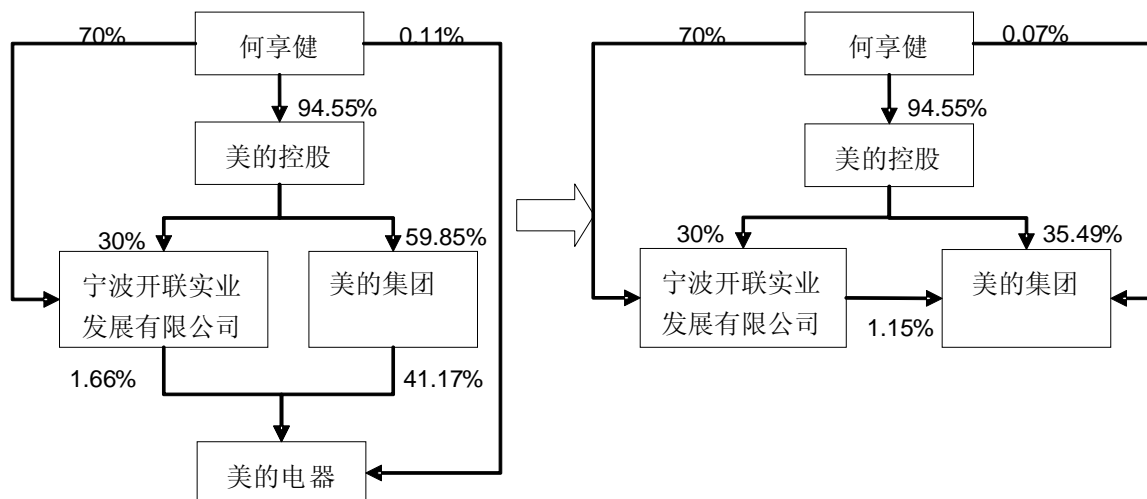 70%
何享健
0.11%
94.55%
美的控股
30%
59.85%
宁波开联实业
发展有限公司
美的集团
1.66%
41.17%
美的电器
70%
何享健
0.07%
94.55%
美的控股
30%
35.49%
宁波开联实业
发展有限公司
美的集团
1.15%